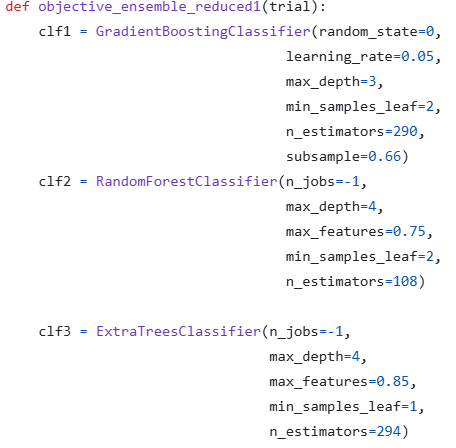 def objective_ensemble_reduced1(trial):
    clf1 = GradientBoostingClassifier(random_state=0,
                                  learning_rate=0.05,
                                  max_depth=3,
                                  min_samples_leaf=2,
                                  n_estimators=290,
                                  subsample=0.66)
    clf2 = RandomForestClassifier(n_jobs=-1,
                                  max_depth=4,
                                  max_features=0.75,
                                  min_samples_leaf=2,
                                  n_estimators=108)

    clf3 = ExtraTreesClassifier(n_jobs=-1,
                                max_depth=4,
                                max_features=0.85,
                                min_samples_leaf=1,
                                n_estimators=294)